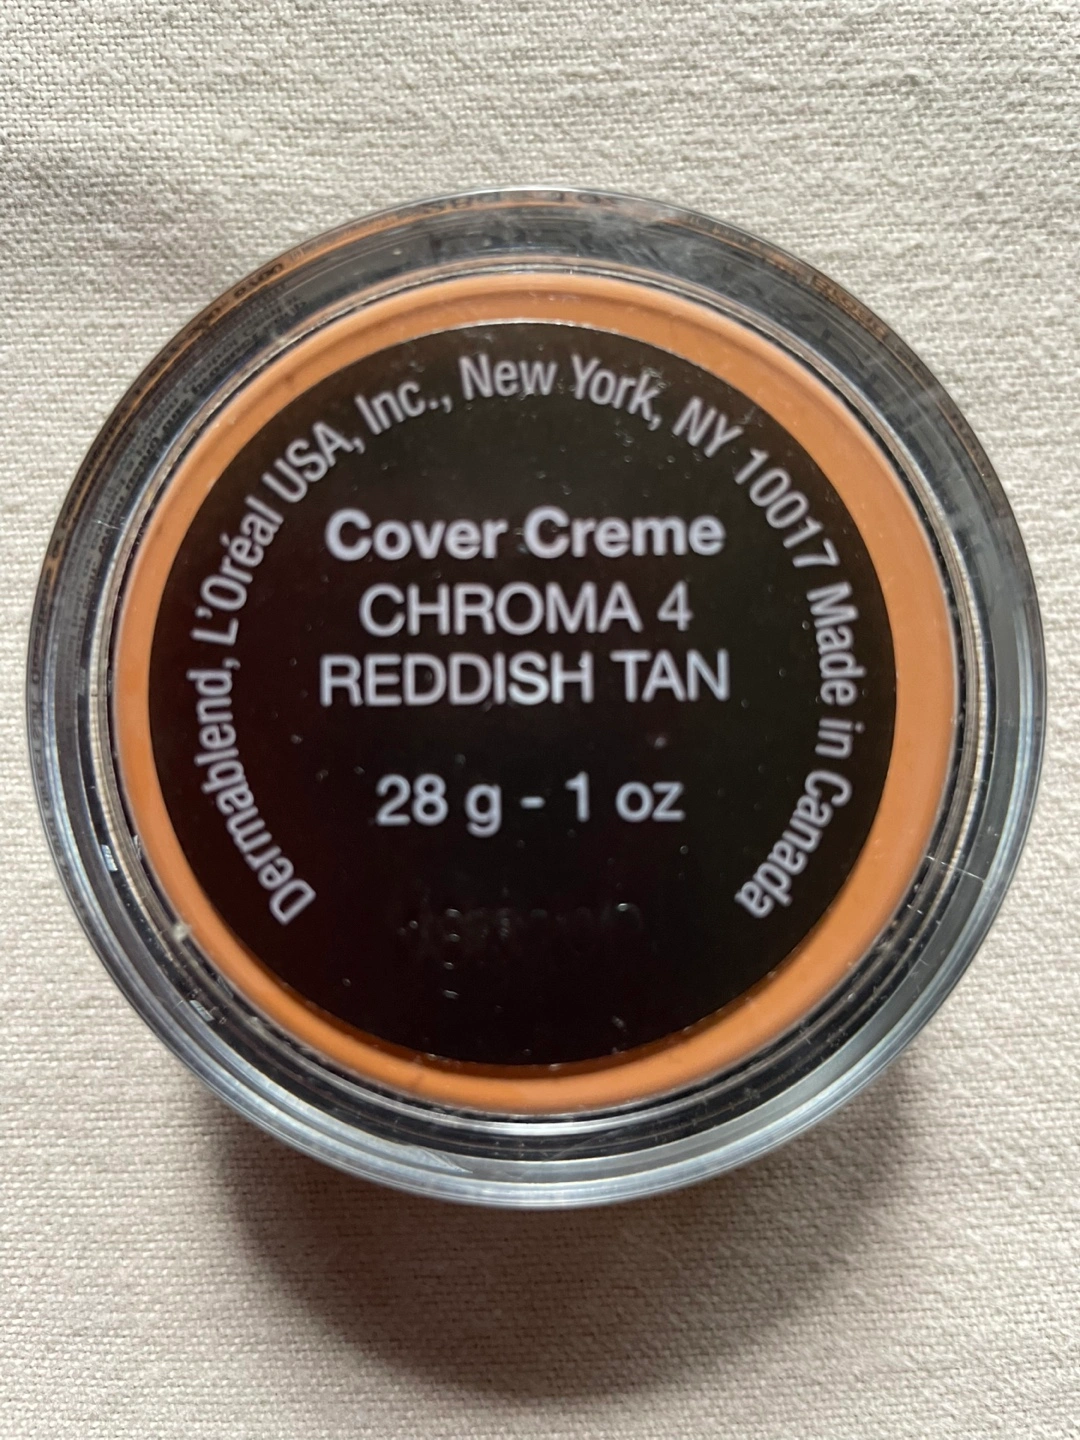 Dermablend, L'Oréal USA, Inc., New York, NY 10017 Made in Canada
Cover Creme
CHROMA 4
REDDISH TAN
28 g - 1 oz